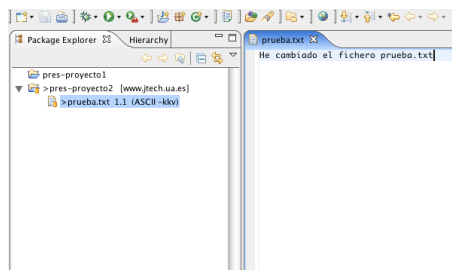 Package Explorer Hierarchy
prueba.txt
pres-proyecto1
>pres-proyecto2 [www.jtech.ua.es]
>prueba.txt 1.1 (ASCII -kkv)
He cambiado el fichero prueba.txt